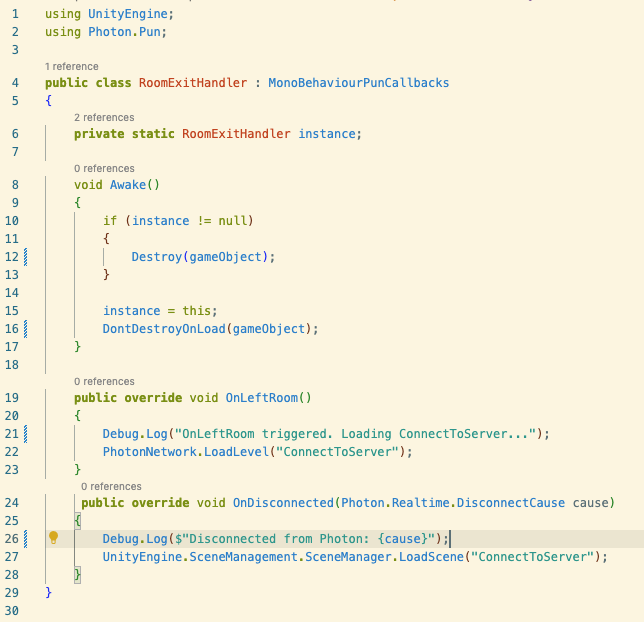 1 using UnityEngine;
2 using Photon.Pun;
3
1 reference
4 public class RoomExitHandler : MonoBehaviourPunCallbacks
5 {
2 references
6     private static RoomExitHandler instance;
7
0 references
8     void Awake()
9     {
10         if (instance != null)
11         {
12             Destroy(gameObject);
13         }
14
15         instance = this;
16         DontDestroyOnLoad(gameObject);
17     }
18
0 references
19     public override void OnLeftRoom()
20     {
21         Debug.Log("OnLeftRoom triggered. Loading ConnectToServer...");
22         PhotonNetwork.LoadLevel("ConnectToServer");
23     }
0 references
24      public override void OnDisconnected(Photon.Realtime.DisconnectCause cause)
25     {
26         Debug.Log($"Disconnected from Photon: {cause}");
27         UnityEngine.SceneManagement.SceneManager.LoadScene("ConnectToServer");
28     }
29 }
30